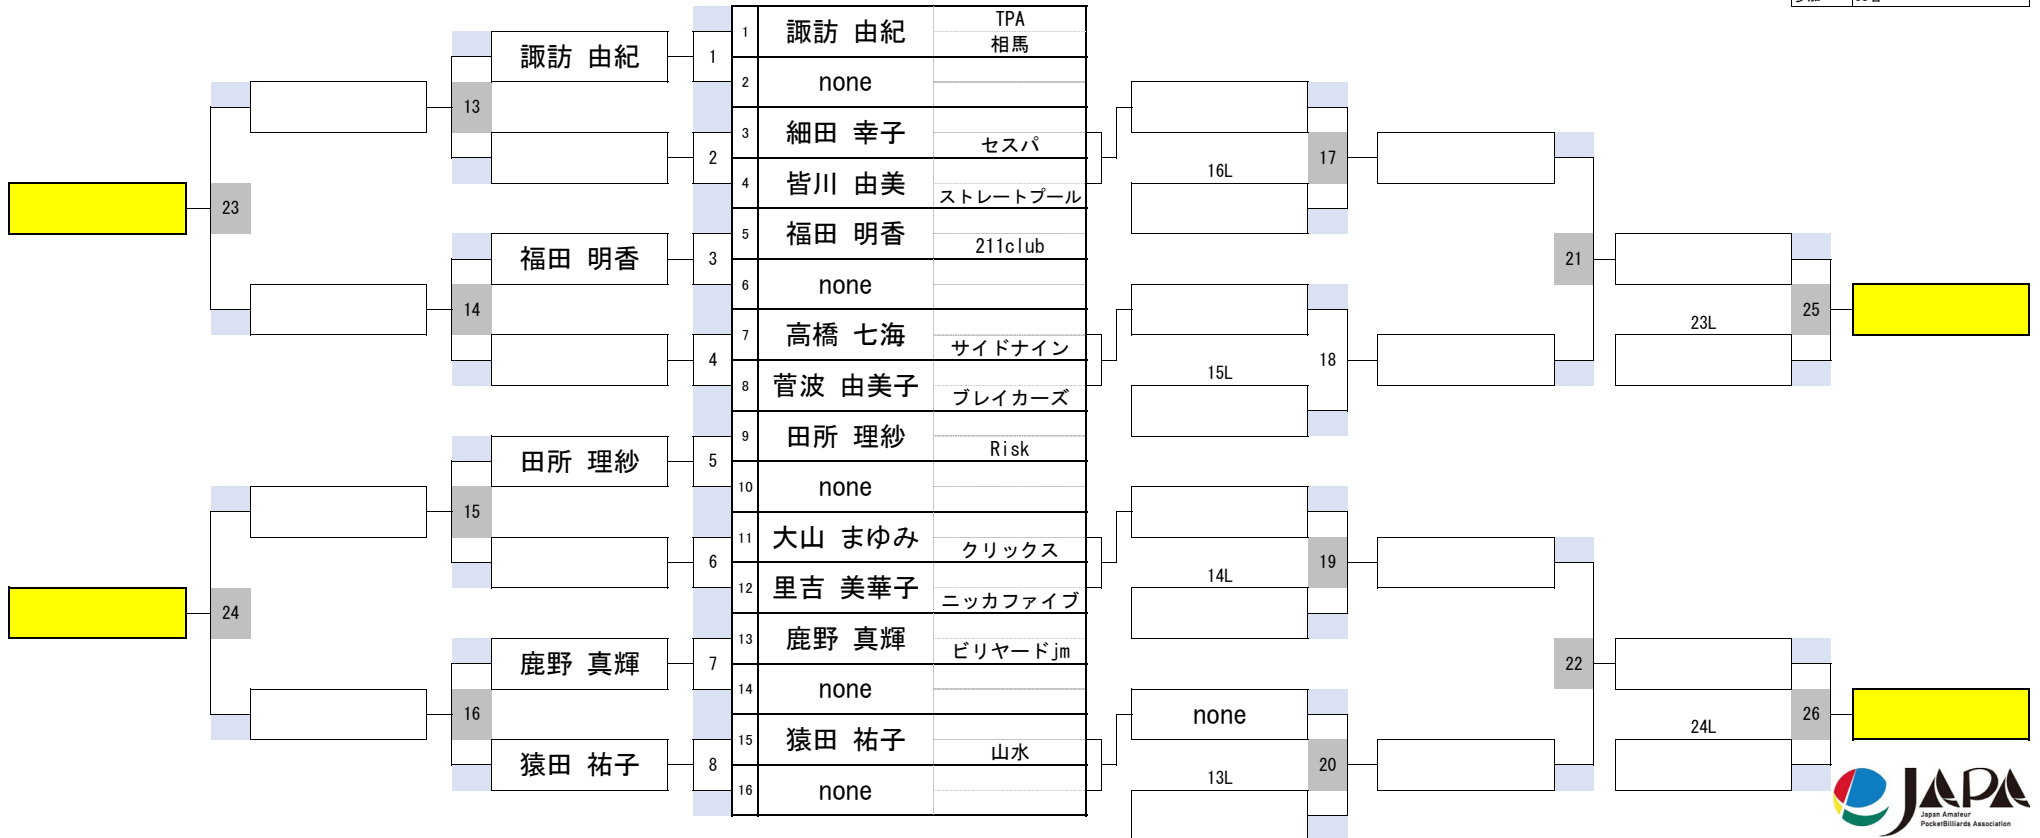 1 諏訪 由紀 TPA
相馬
諏訪 由紀 1
2 none
13
3 細田 幸子 セスパ
2
17
16L
4 皆川 由美 ストレートプール
23
5 福田 明香 211club
福田 明香 3
21
6 none
14
25
7 高橋 七海 サイドナイン
23L
4
18
15L
8 菅波 由美子 ブレイカーズ
9 田所 理紗 Risk
田所 理紗 5
10 none
15
11 大山 まゆみ クリックス
6
19
14L
12 里吉 美華子 ニッカファイブ
24
13 鹿野 真輝 ビリヤードjm
鹿野 真輝 7
22
14 none
16
none
26
24L
15 猿田 祐子 山水
猿田 祐子 8
20
13L
16 none
JAPA
Japan Amateur
PocketBilliards Association